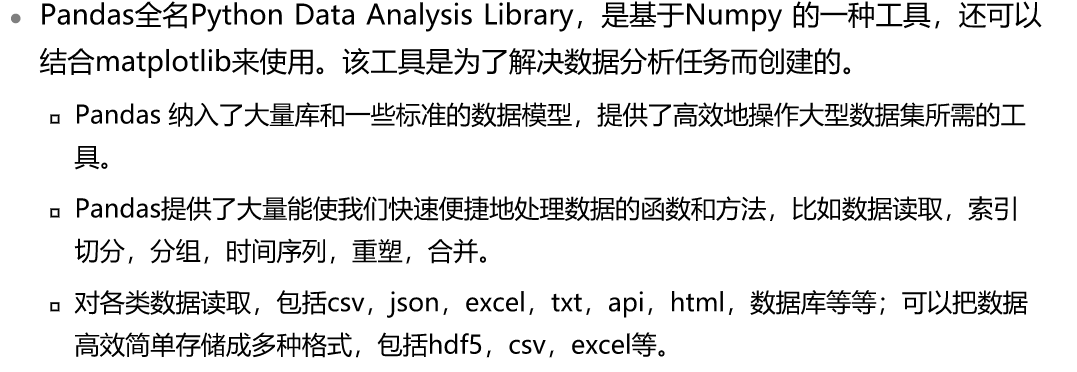 Pandas全名Python Data Analysis Library，是基于Numpy 的一种工具，还可以
结合matplotlib来使用。该工具是为了解决数据分析任务而创建的。
Pandas 纳入了大量库和一些标准的数据模型，提供了高效地操作大型数据集所需的工
具。
Pandas提供了大量能使我们快速便捷地处理数据的函数和方法，比如数据读取，索引
切分，分组，时间序列，重塑，合并。
对各类数据读取，包括csv，json，excel，txt，api，html，数据库等等；可以把数据
高效简单存储成多种格式，包括hdf5，csv，excel等。